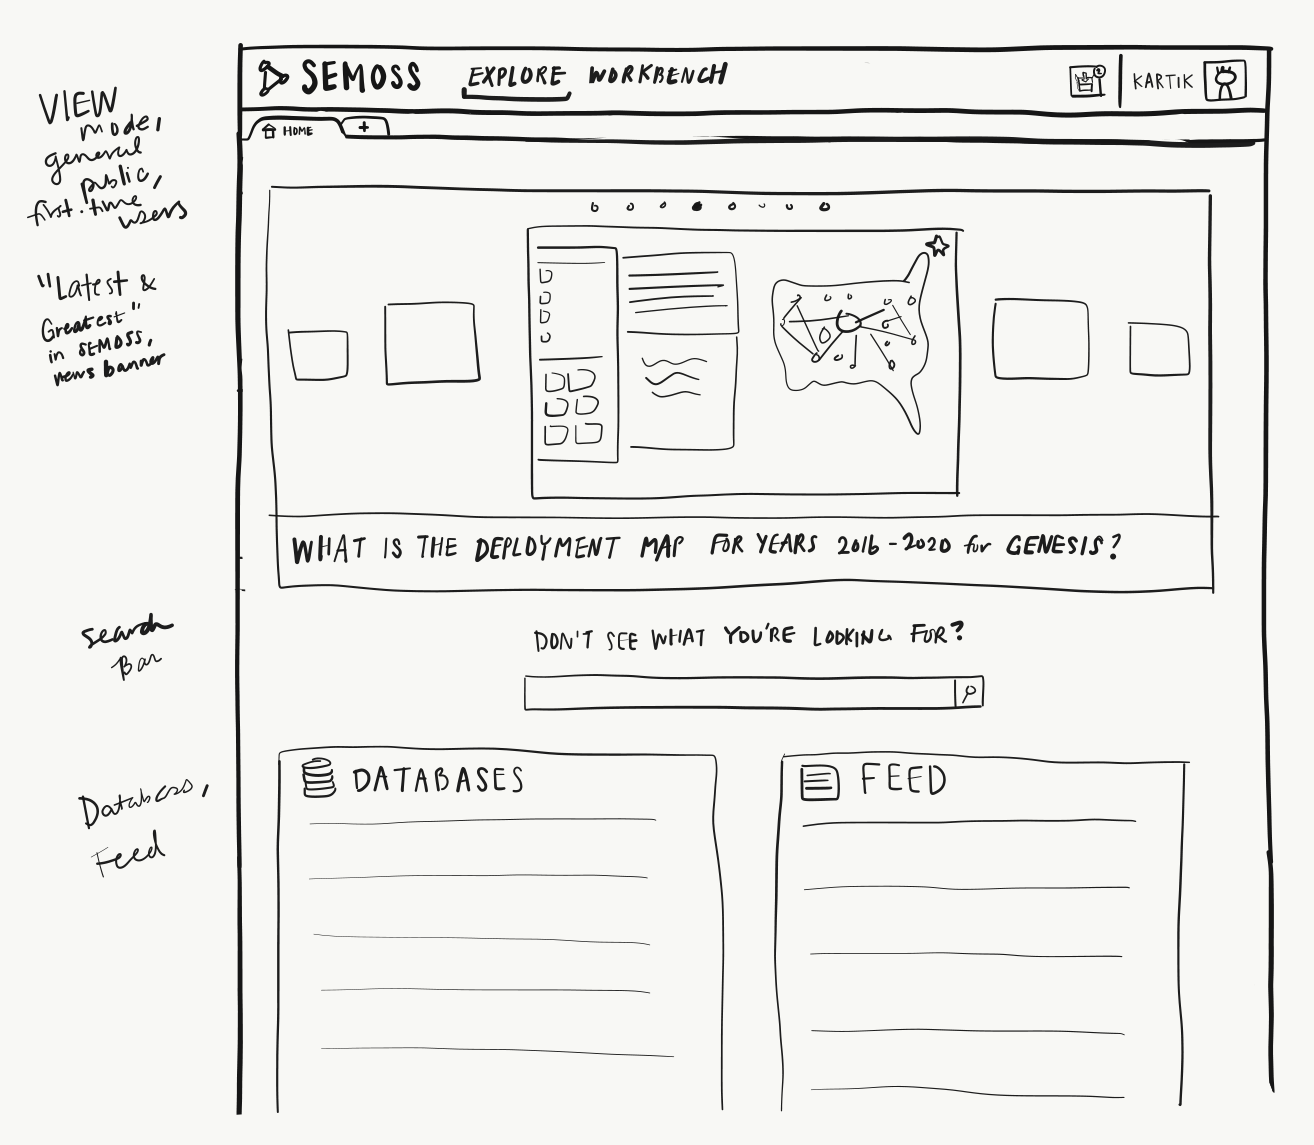 SEMOSS EXPLORE WORKBENCH KARTIK
HOME +
VIEW
mode,
general
public,
first-time
users
"Latest &
Greatest"
in SEMOSS,
news banner
WHAT IS THE DEPLOYMENT MAP FOR YEARS 2016-2020 for GENESIS?
Search
Bar
DON'T SEE WHAT YOU'RE LOOKING FOR?
Databases,
Feed
DATABASES
FEED